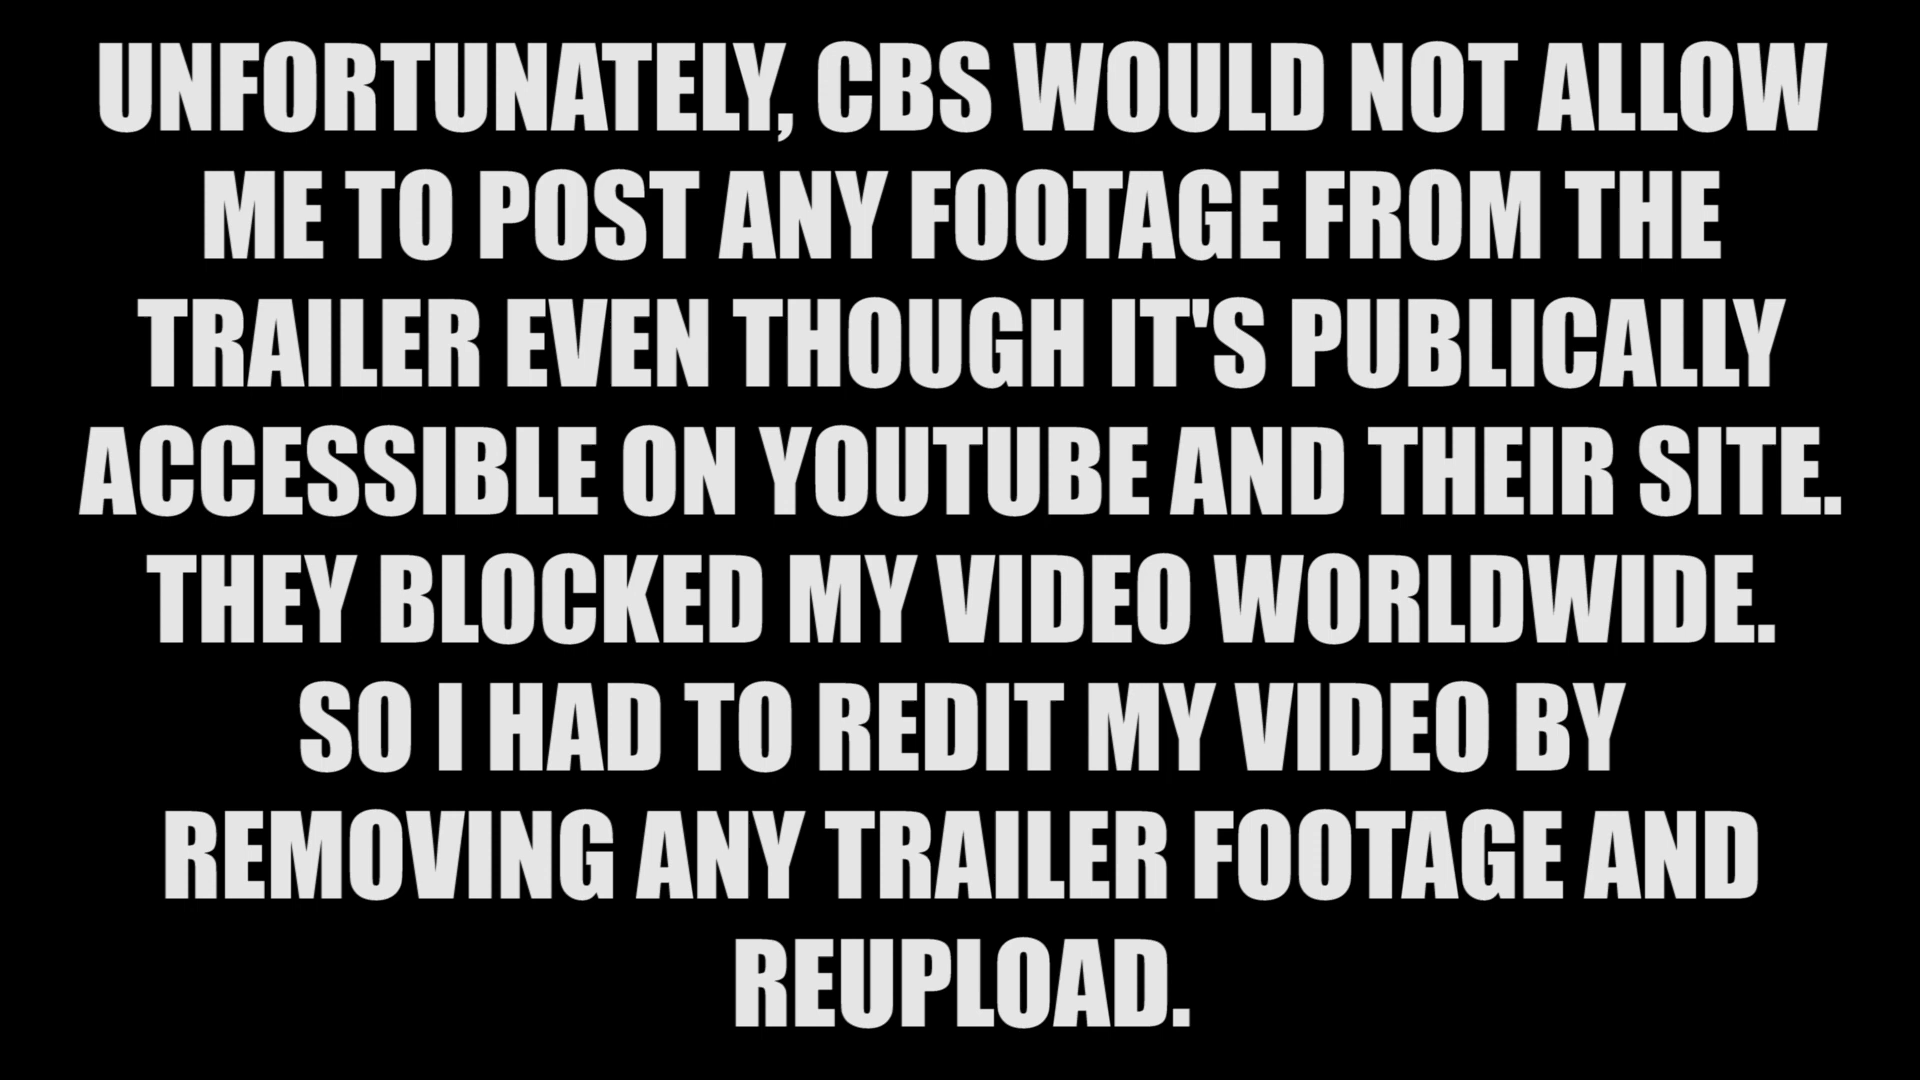 UNFORTUNATELY, CBS WOULD NOT ALLOW
ME TO POST ANY FOOTAGE FROM THE
TRAILER EVEN THOUGH IT'S PUBLICALLY
ACCESSIBLE ON YOUTUBE AND THEIR SITE.
THEY BLOCKED MY VIDEO WORLDWIDE.
SO I HAD TO REDIT MY VIDEO BY
REMOVING ANY TRAILER FOOTAGE AND
REUPLOAD.